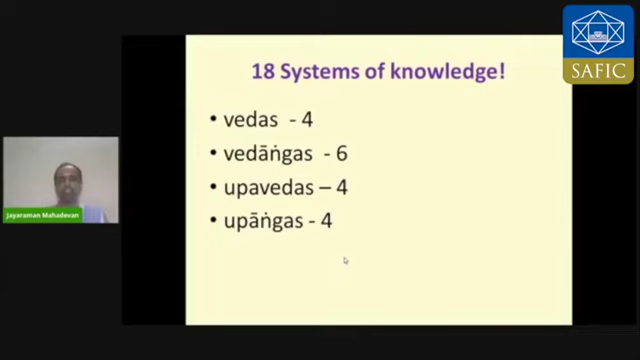 18 Systems of knowledge!
• vedas - 4
• vedāṅgas - 6
• upavedas – 4
• upāṅgas - 4
Jayaraman Mahadevan
SAFIC